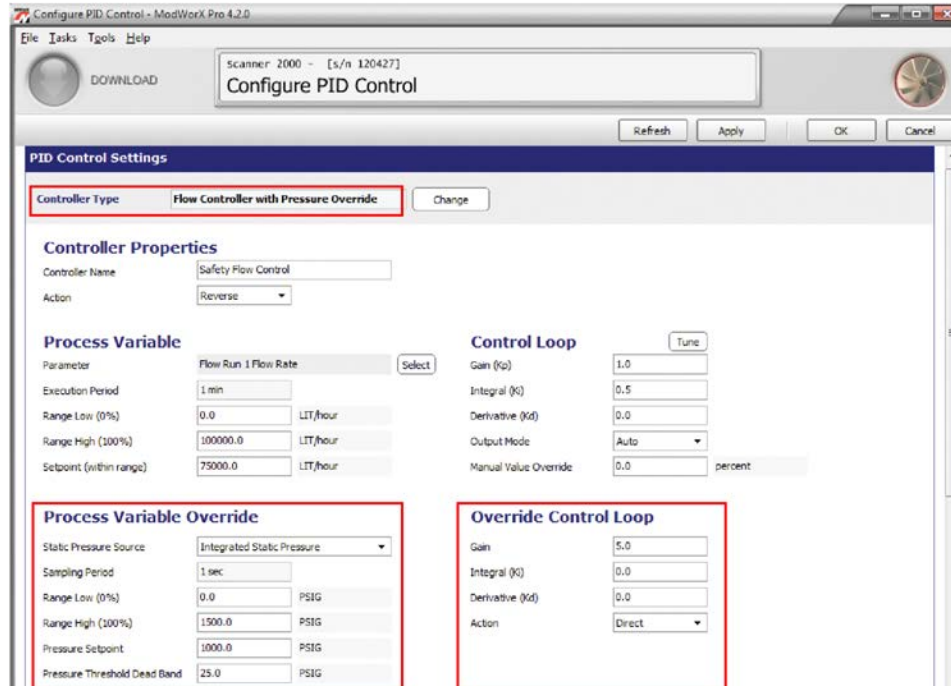 Configure PID Control - ModWorX Pro 4.2.0
File Tasks Tools Help
DOWNLOAD
Scanner 2000 - [s/n 120427]
Configure PID Control
Refresh Apply OK Cancel
PID Control Settings
Controller Type Flow Controller with Pressure Override Change
Controller Properties
Controller Name Safety Flow Control
Action Reverse
Process Variable Control Loop Tune
Parameter Flow Run 1 Flow Rate Select Gain (Kp) 1.0
Execution Period 1 min Integral (Ki) 0.5
Range Low (0%) 0.0 LIT/hour Derivative (Kd) 0.0
Range High (100%) 100000.0 LIT/hour Output Mode Auto
Setpoint (within range) 75000.0 LIT/hour Manual Value Override 0.0 percent
Process Variable Override Override Control Loop
Static Pressure Source Integrated Static Pressure Gain 5.0
Sampling Period 1 sec Integral (Ki) 0.0
Range Low (0%) 0.0 PSIG Derivative (Kd) 0.0
Range High (100%) 1500.0 PSIG Action Direct
Pressure Setpoint 1000.0 PSIG
Pressure Threshold Dead Band 25.0 PSIG